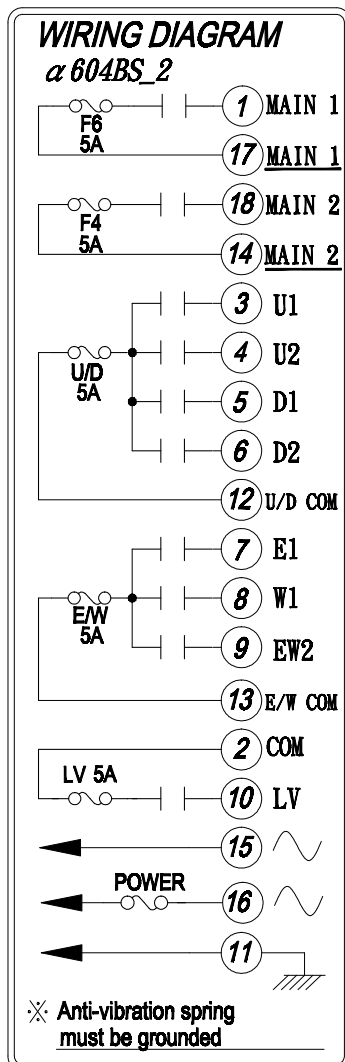 WIRING DIAGRAM
α 604BS_2
1 MAIN 1
F6
5A
17 MAIN 1
18 MAIN 2
F4
5A
14 MAIN 2
3 U1
4 U2
U/D
5A
5 D1
6 D2
12 U/D COM
7 E1
8 W1
E/W
5A
9 EW2
13 E/W COM
2 COM
LV 5A
10 LV
15
POWER
16
11
※ Anti-vibration spring
must be grounded